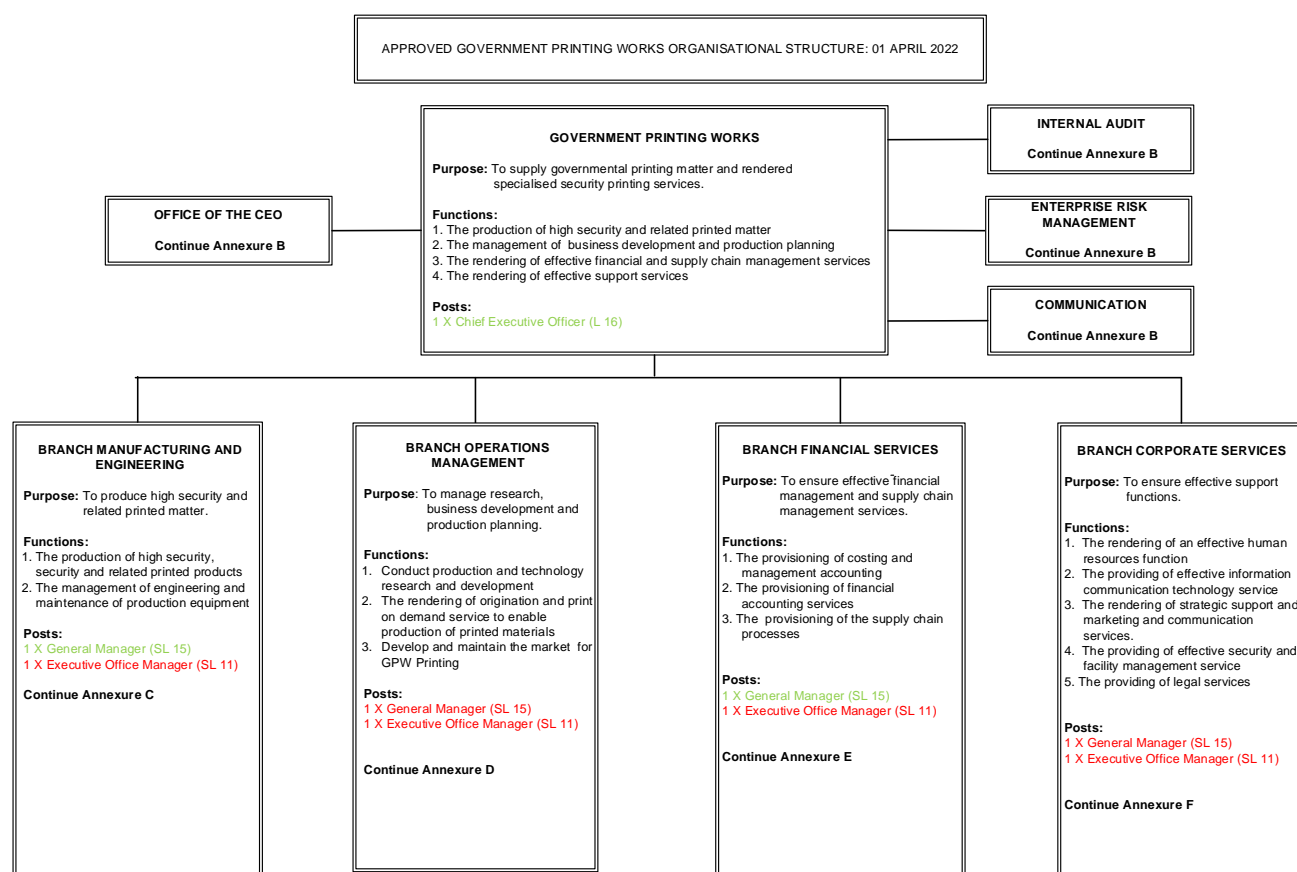 APPROVED GOVERNMENT PRINTING WORKS ORGANISATIONAL STRUCTURE: 01 APRIL 2022
GOVERNMENT PRINTING WORKS
Purpose: To supply governmental printing matter and rendered
specialised security printing services.
Functions:
1. The production of high security and related printed matter
2. The management of business development and production planning
3. The rendering of effective financial and supply chain management services
4. The rendering of effective support services
Posts:
1 X Chief Executive Officer (L 16)
INTERNAL AUDIT
Continue Annexure B
OFFICE OF THE CEO
Continue Annexure B
ENTERPRISE RISK
MANAGEMENT
Continue Annexure B
COMMUNICATION
Continue Annexure B
BRANCH MANUFACTURING AND
ENGINEERING
Purpose: To produce high security and
related printed matter.
Functions:
1. The production of high security,
security and related printed products
2. The management of engineering and
maintenance of production equipment
Posts:
1 X General Manager (SL 15)
1 X Executive Office Manager (SL 11)
Continue Annexure C
BRANCH OPERATIONS
MANAGEMENT
Purpose: To manage research,
business development and
production planning.
Functions:
1. Conduct production and technology
research and development
2. The rendering of origination and print
on demand service to enable
production of printed materials
3. Develop and maintain the market for
GPW Printing
Posts:
1 X General Manager (SL 15)
1 X Executive Office Manager (SL 11)
Continue Annexure D
BRANCH FINANCIAL SERVICES
Purpose: To ensure effective financial
management and supply chain
management services.
Functions:
1. The provisioning of costing and
management accounting
2. The provisioning of financial
accounting services
3. The provisioning of the supply chain
processes
Posts:
1 X General Manager (SL 15)
1 X Executive Office Manager (SL 11)
Continue Annexure E
BRANCH CORPORATE SERVICES
Purpose: To ensure effective support
functions.
Functions:
1. The rendering of an effective human
resources function
2. The providing of effective information
communication technology service
3. The rendering of strategic support and
marketing and communication
services.
4. The providing of effective security and
facility management service
5. The providing of legal services
Posts:
1 X General Manager (SL 15)
1 X Executive Office Manager (SL 11)
Continue Annexure F